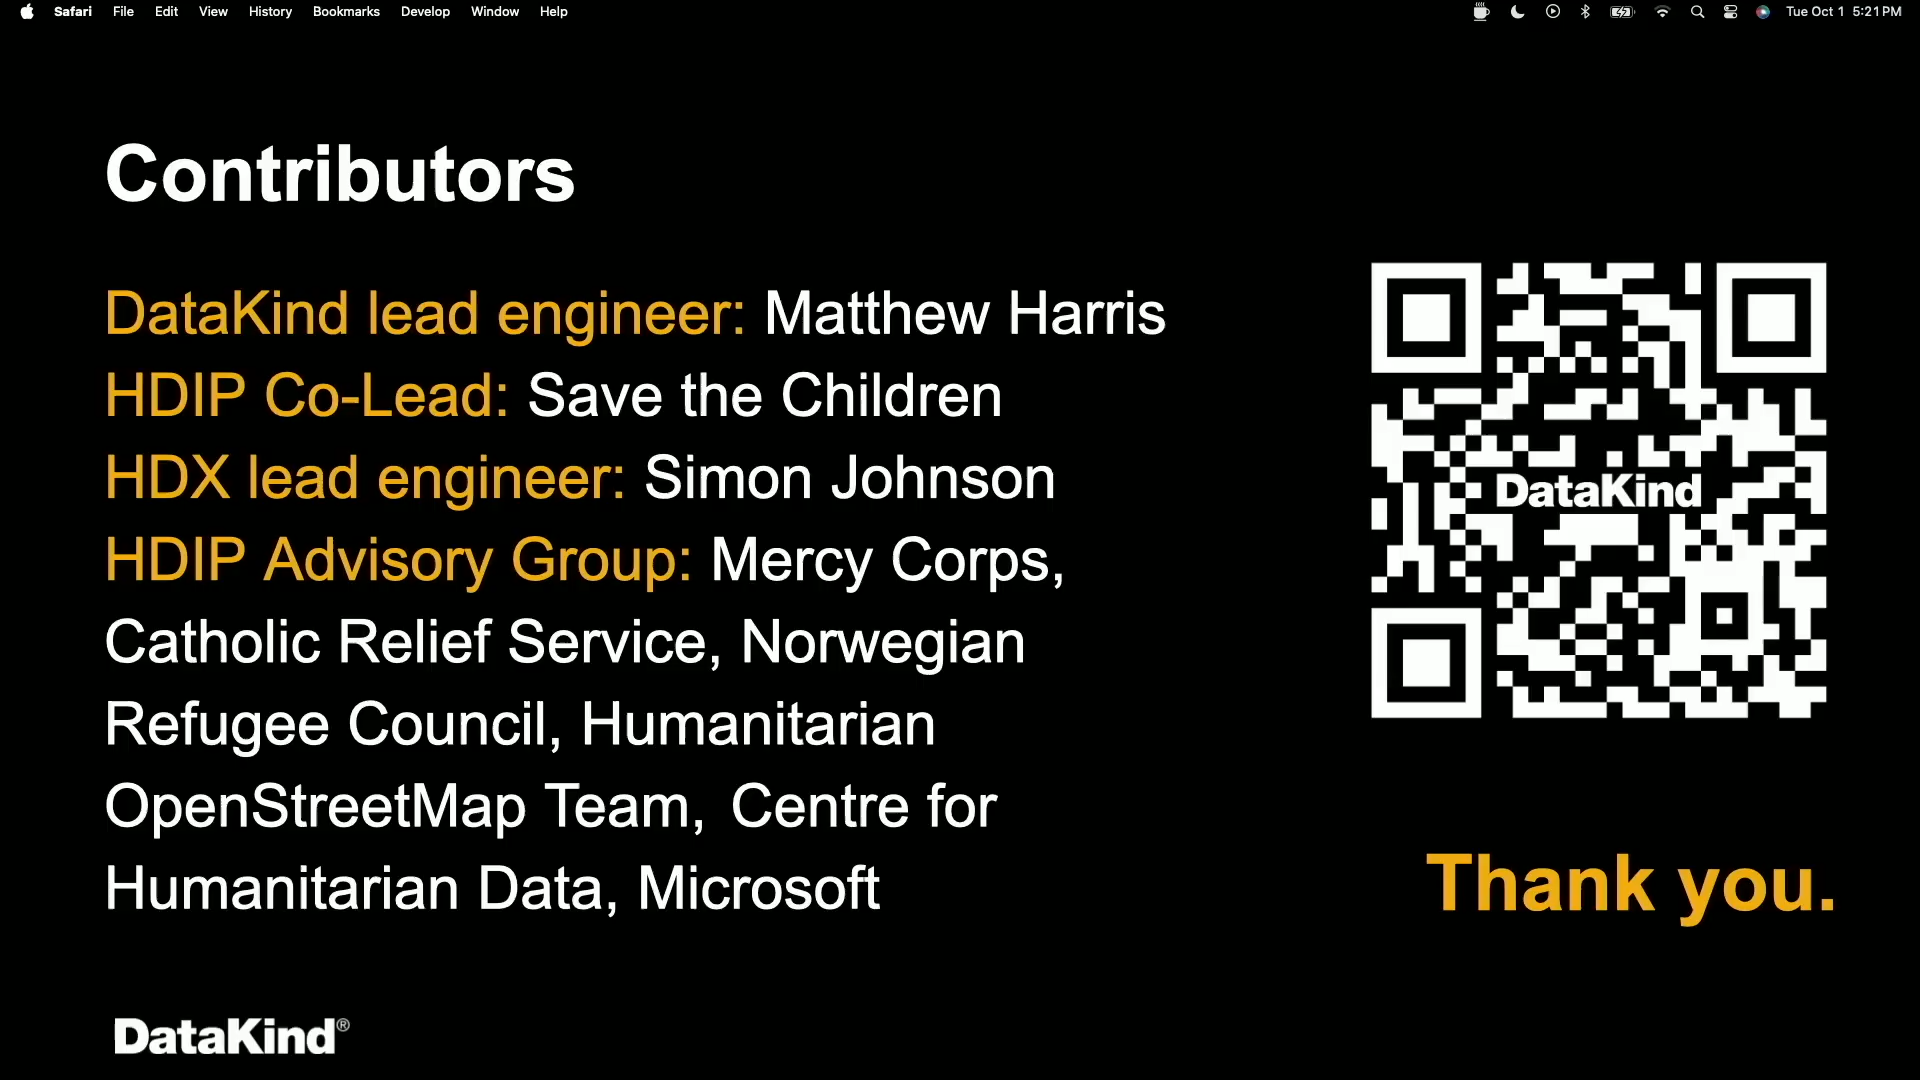 Safari File Edit View History Bookmarks Develop Window Help Tue Oct 1 5:21 PM
Contributors
DataKind lead engineer: Matthew Harris
HDIP Co-Lead: Save the Children
HDX lead engineer: Simon Johnson
HDIP Advisory Group: Mercy Corps,
Catholic Relief Service, Norwegian
Refugee Council, Humanitarian
OpenStreetMap Team, Centre for
Humanitarian Data, Microsoft
DataKind
Thank you.
DataKind®